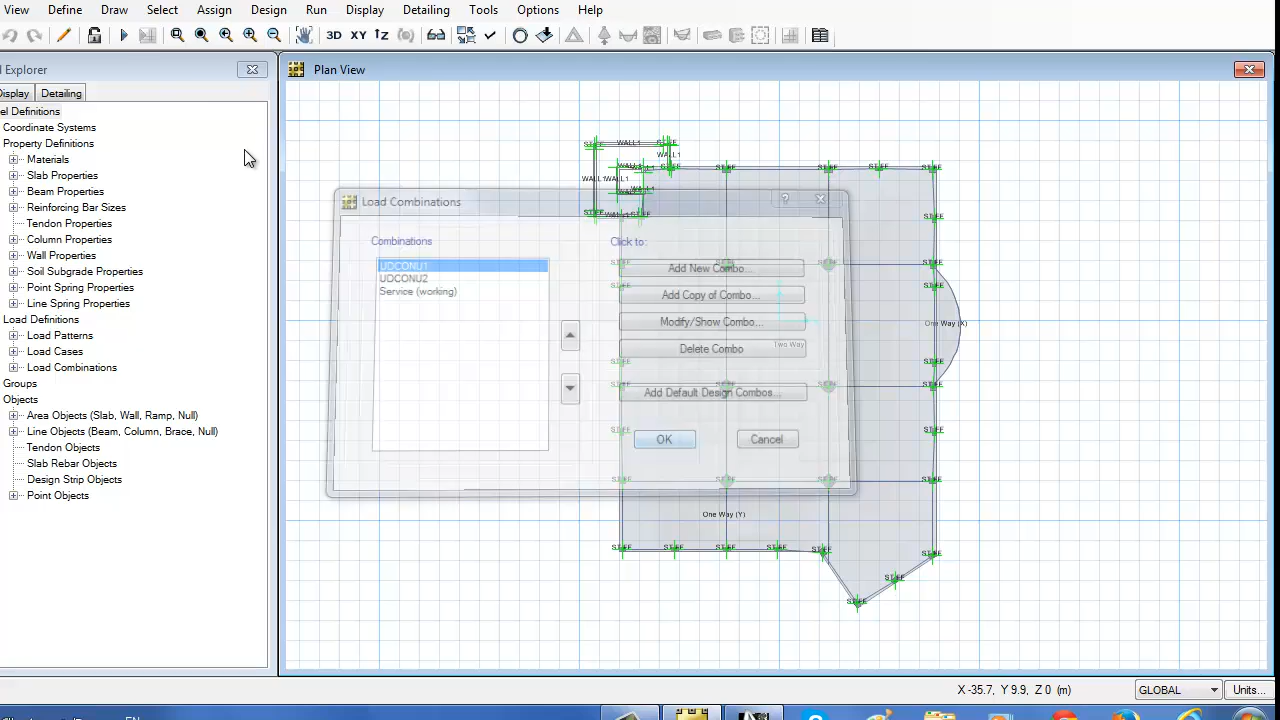 View Define Draw Select Assign Design Run Display Detailing Tools Options Help
3D XY
l Explorer
Plan View
Display Detailing
el Definitions
Coordinate Systems
Property Definitions
Materials
Slab Properties
Beam Properties
Reinforcing Bar Sizes
Tendon Properties
Column Properties
Wall Properties
Soil Subgrade Properties
Point Spring Properties
Line Spring Properties
Load Definitions
Load Patterns
Load Cases
Load Combinations
Groups
Objects
Area Objects (Slab, Wall, Ramp, Null)
Line Objects (Beam, Column, Brace, Null)
Tendon Objects
Slab Rebar Objects
Design Strip Objects
Point Objects
WALL1
WALL1
WALL1 WALL1
Load Combinations
Combinations
UDCONU1
UDCONU2
Service (working)
Click to:
Add New Combo...
Add Copy of Combo...
Modify/Show Combo...
Delete Combo
Add Default Design Combos...
OK
Cancel
Two Way
One Way (X)
One Way (Y)
X -35.7, Y 9.9, Z 0 (m)
GLOBAL
Units...
EN